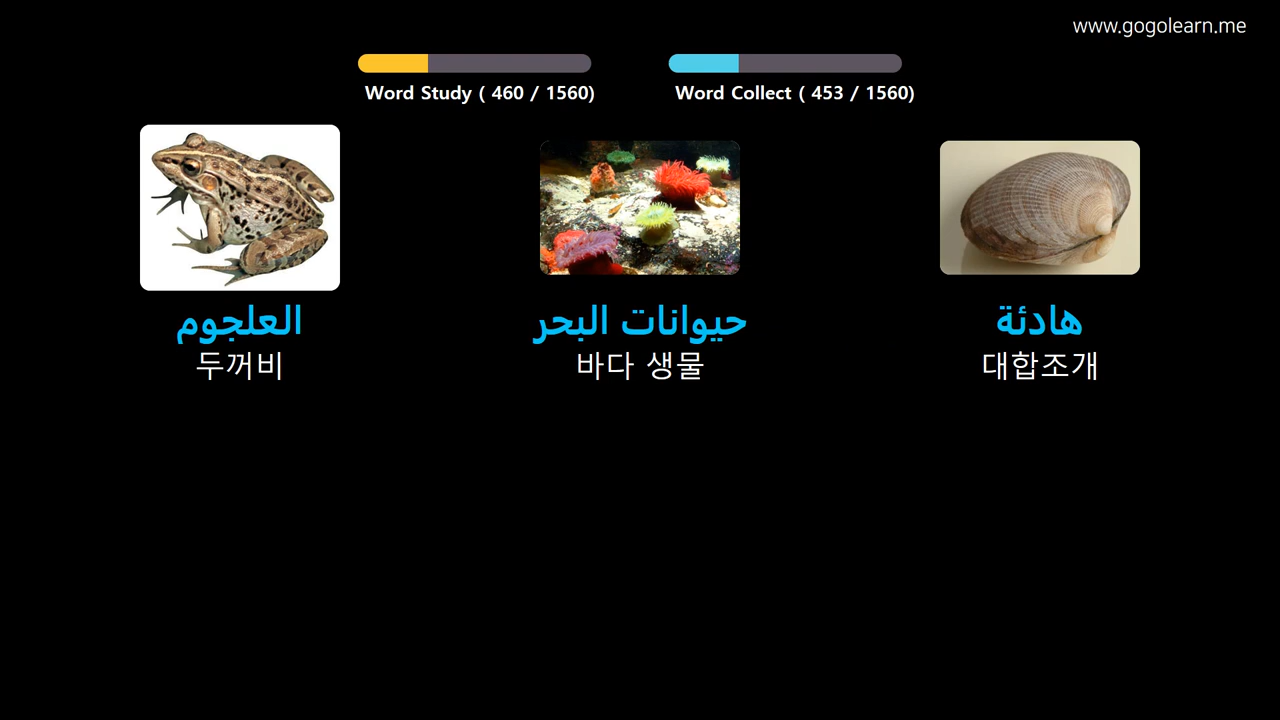 www.gogolearn.me
Word Study ( 460 / 1560)
Word Collect ( 453 / 1560)
العلجوم
두꺼비
حيوانات البحر
바다 생물
هادئة
대합조개